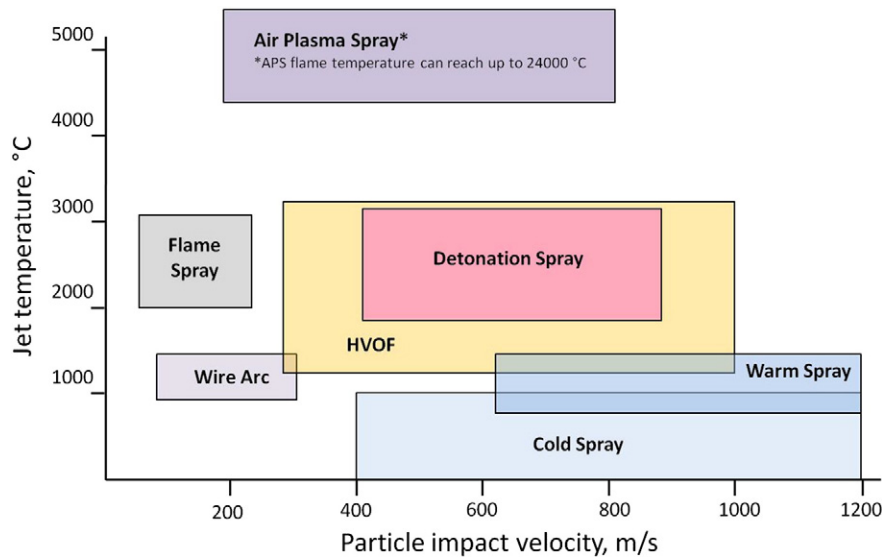 5000
4000
3000
2000
1000
Jet temperature, °C
Air Plasma Spray*
*APS flame temperature can reach up to 24000 °C
Flame
Spray
Detonation Spray
HVOF
Wire Arc
Warm Spray
Cold Spray
200
400
600
800
1000
1200
Particle impact velocity, m/s